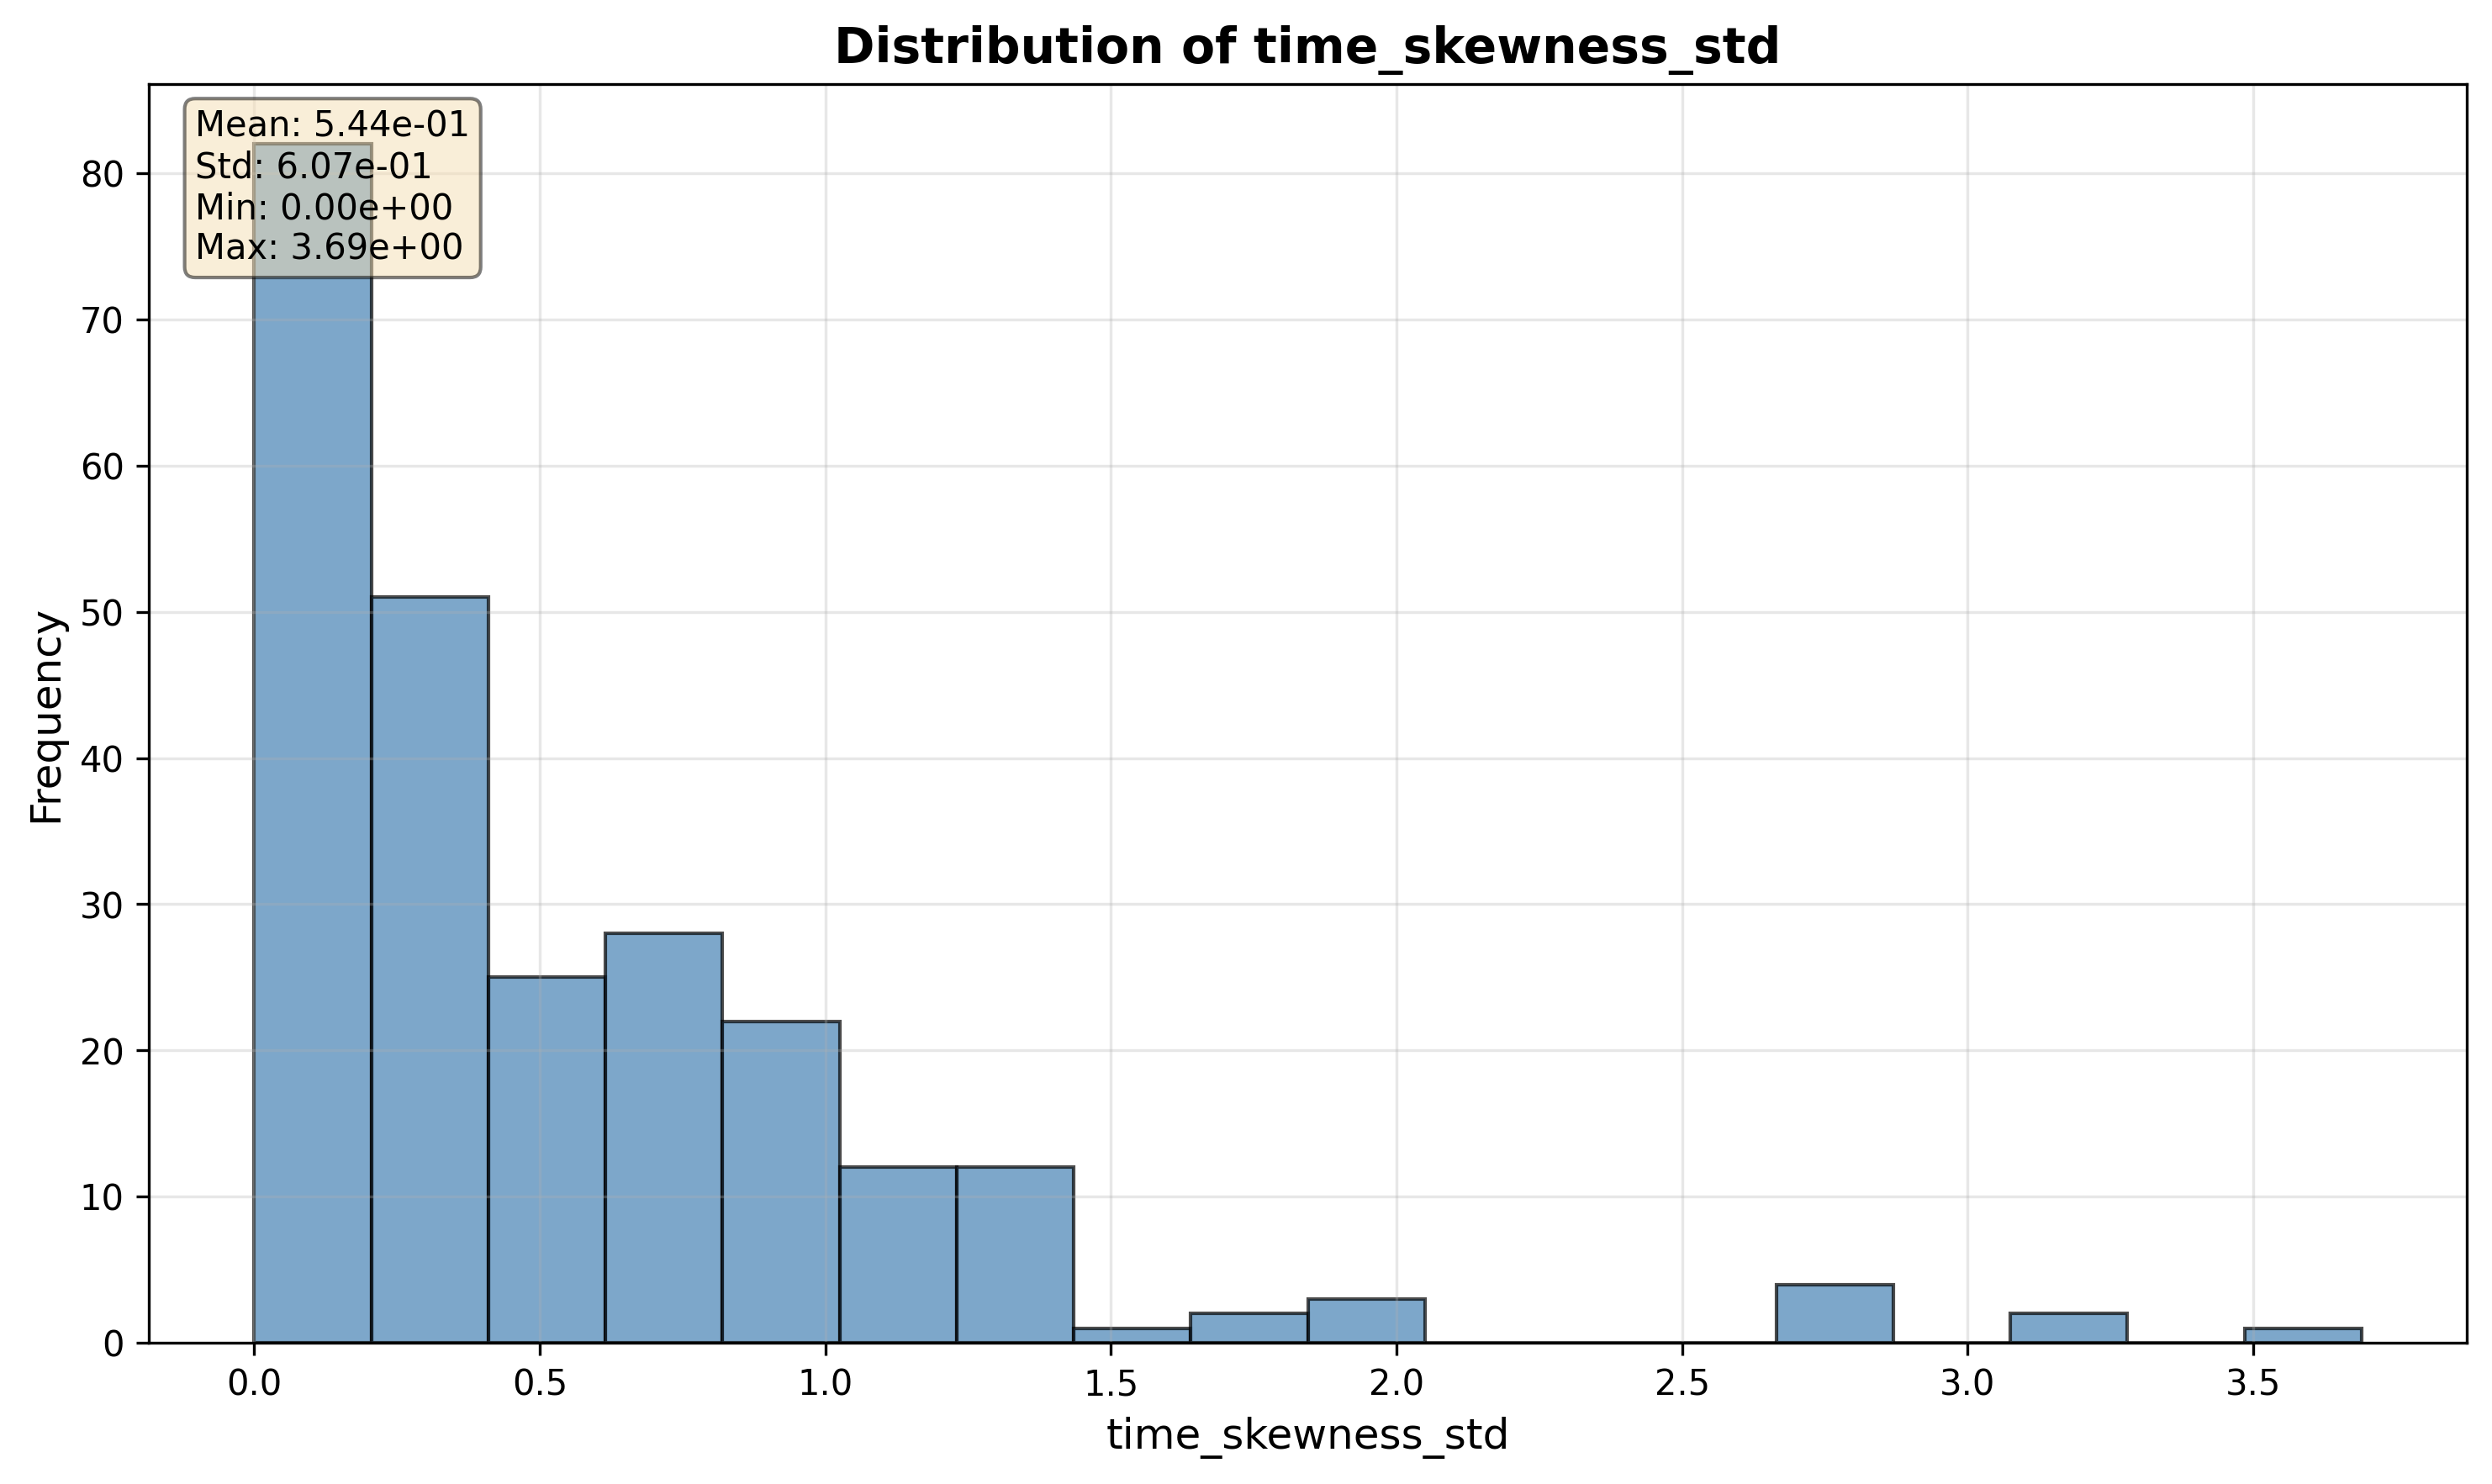 Distribution of time_skewness_std
Mean: 5.44e-01
Std: 6.07e-01
Min: 0.00e+00
Max: 3.69e+00
80
70
60
50
40
30
20
10
0
Frequency
0.0 0.5 1.0 1.5 2.0 2.5 3.0 3.5
time_skewness_std